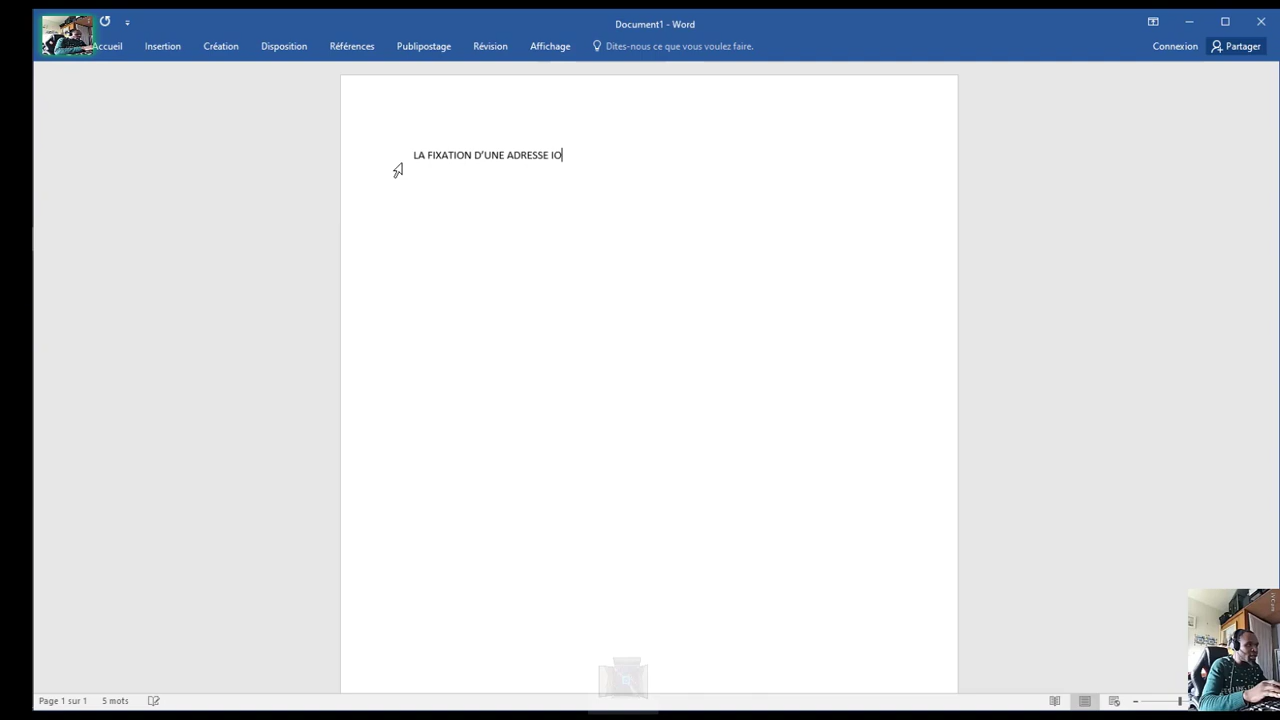 Document1 - Word
Accueil Insertion Création Disposition Références Publipostage Révision Affichage Dites-nous ce que vous voulez faire. Connexion Partager
LA FIXATION D'UNE ADRESSE IO
Page 1 sur 1 5 mots